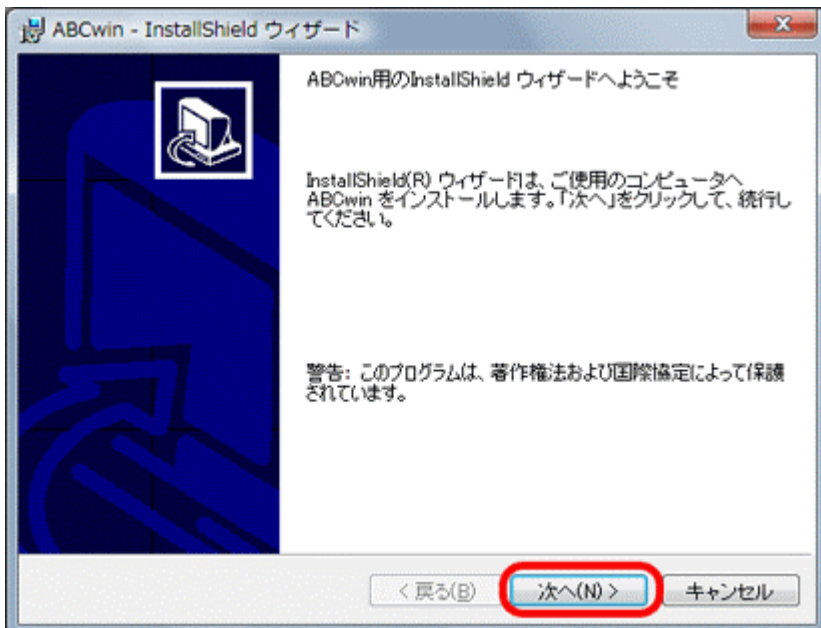 ABCwin - InstallShield ウィザード
ABCwin用のInstallShield ウィザードへようこそ
InstallShield(R) ウィザードは、ご使用のコンピュータへ
ABCwin をインストールします。「次へ」をクリックして、続行し
てください。
警告: このプログラムは、著作権法および国際協定によって保護
されています。
< 戻る(B)
次へ(N) >
キャンセル